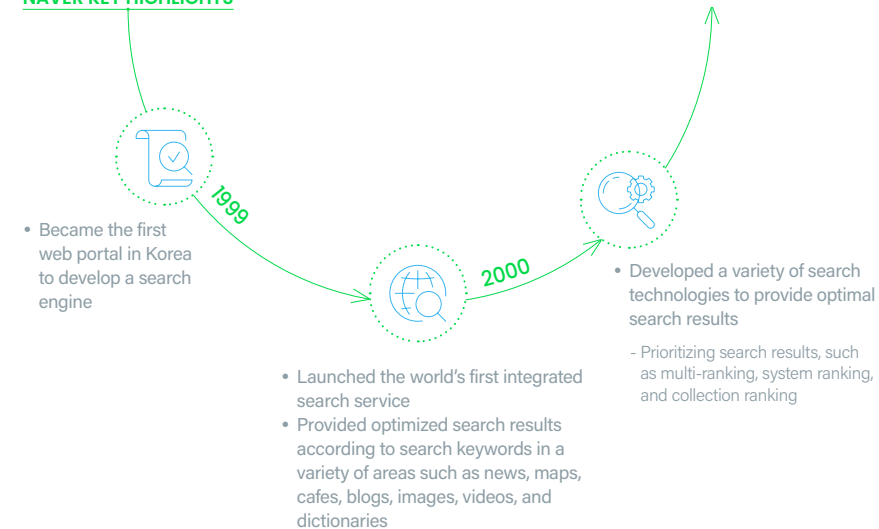 NAVER KEY HIGHLIGHTS
1999
• Became the first
web portal in Korea
to develop a search
engine
2000
• Launched the world's first integrated
search service
• Provided optimized search results
according to search keywords in a
variety of areas such as news, maps,
cafes, blogs, images, videos, and
dictionaries
• Developed a variety of search
technologies to provide optimal
search results
- Prioritizing search results, such
as multi-ranking, system ranking,
and collection ranking